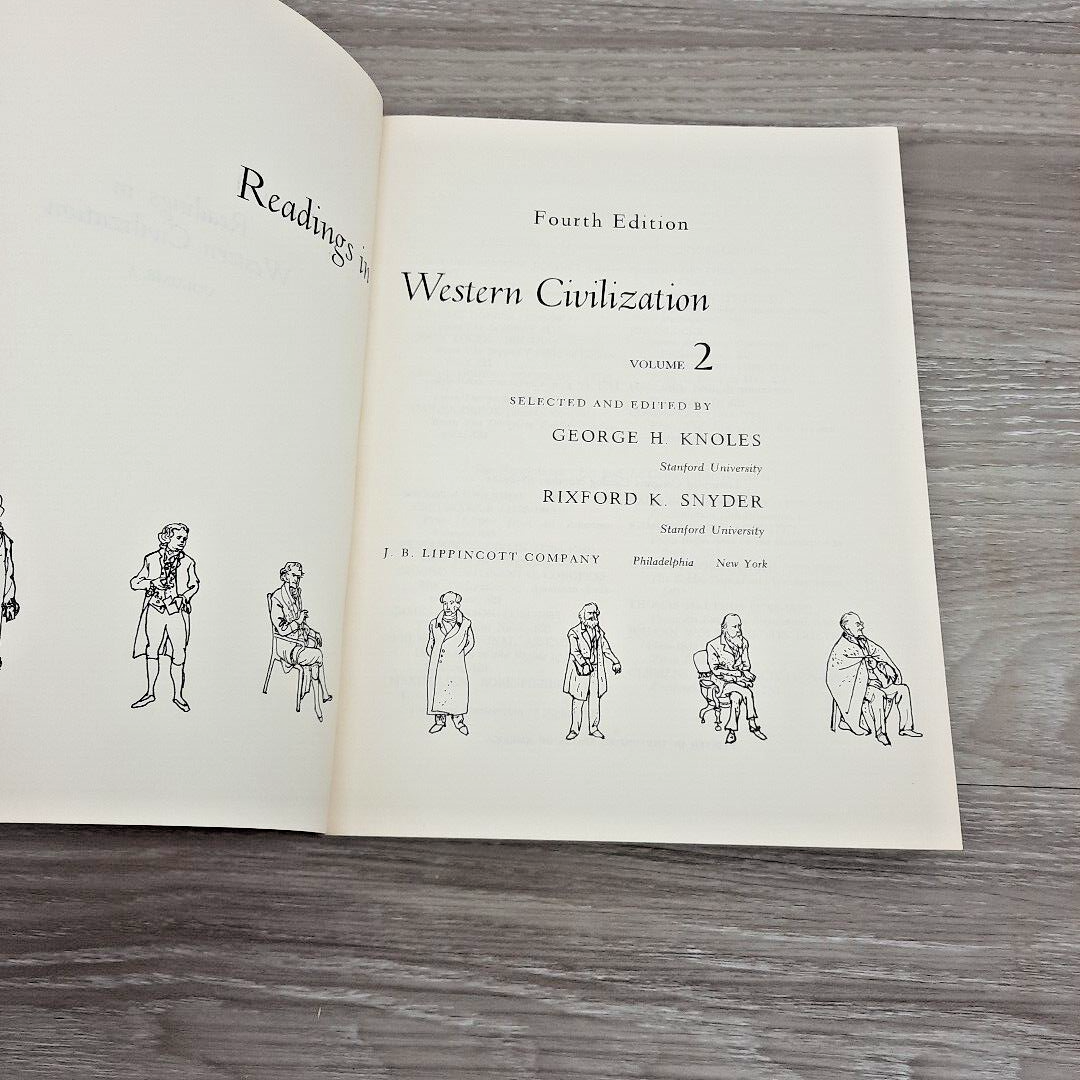 Readings in
Fourth Edition
Western Civilization
VOLUME 2
SELECTED AND EDITED BY
GEORGE H. KNOLES
Stanford University
RIXFORD K. SNYDER
Stanford University
J. B. LIPPINCOTT COMPANY Philadelphia New York